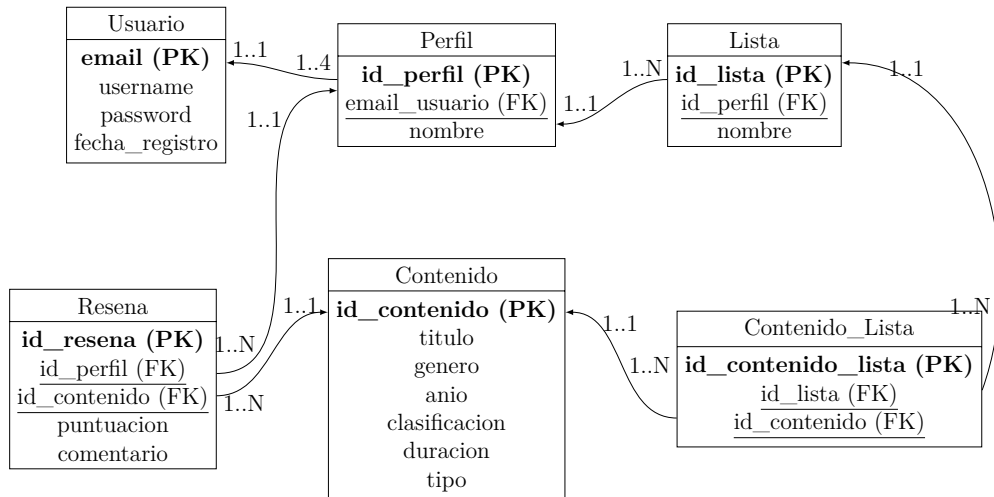 Usuario
email (PK)
username
password
fecha_registro
1..1
1..4
Perfil
id_perfil (PK)
email_usuario (FK)
nombre
1..1
1..1
1..N
Lista
id_lista (PK)
id_perfil (FK)
nombre
1..1
Resena
id_resena (PK)
id_perfil (FK)
id_contenido (FK)
puntuacion
comentario
1..N
1..N
1..1
Contenido
id_contenido (PK)
titulo
genero
anio
clasificacion
duracion
tipo
1..1
1..N
Contenido_Lista
id_contenido_lista (PK)
id_lista (FK)
id_contenido (FK)
1..N